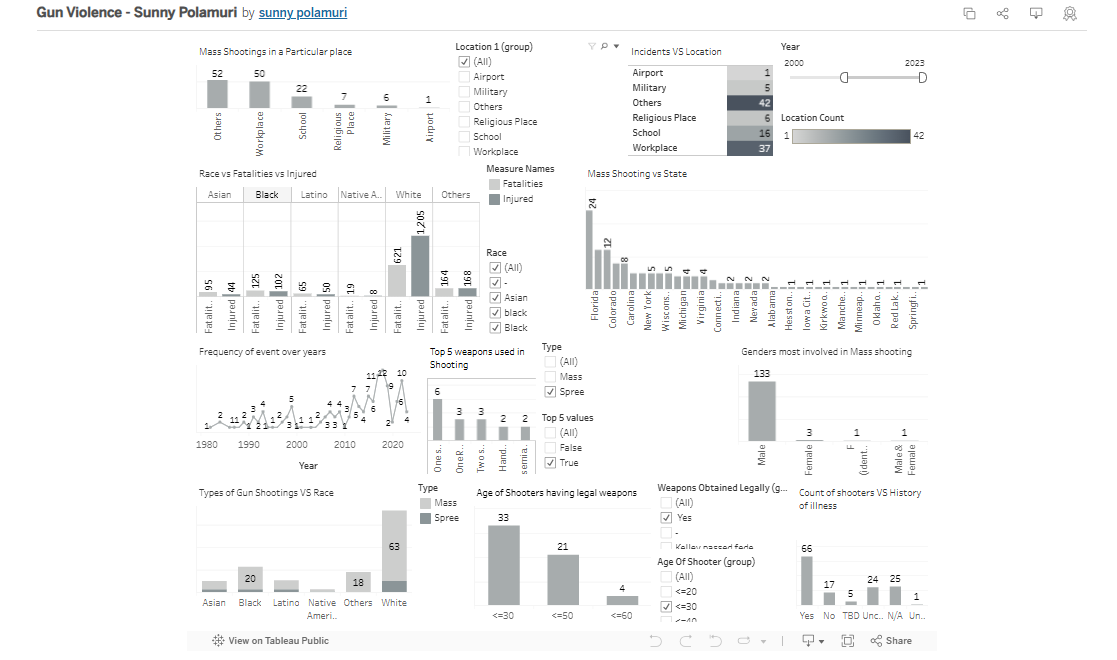 Gun Violence - Sunny Polamuri by sunny polamuri
Mass Shootings in a Particular place
52
50
22
7
6
1
Others
Workplace
School
Religious Place
Military
Airport
Location 1 (group)
(All)
Airport
Military
Others
Religious Place
School
Workplace
Incidents VS Location
Airport 1
Military 5
Others 42
Religious Place 6
School 16
Workplace 37
Year
2000 2023
Location Count
1 42
Race vs Fatalities vs Injured
Asian Black Latino Native A.. White Others
95 44 125 102 65 50 19 8 621 1,205 164 168
Fatalit.. Injured Fatalit.. Injured Fatalit.. Injured Fatalit.. Injured Fatalit.. Injured Fatalit.. Injured
Measure Names
Fatalities
Injured
Race
(All)
-
Asian
black
Black
Mass Shooting vs State
24 12 8 5 5 4 4 2 2 2 1 1 1 1 1 1 1 1
Florida
Colorado
Carolina
New York
Wiscons..
Michigan
Virginia
Connecti..
Indiana
Nevada
Alabama
Hesston..
Iowa Cit..
Kirkwoo..
Manche..
Minneap..
Oklaho..
Red Lak..
Springfi..
Frequency of event over years
1980 1990 2000 2010 2020
Year
Top 5 weapons used in
Shooting
6 3 3 2 2
One s..
One R..
Two s..
Hand..
semia..
Type
(All)
Mass
Spree
Top 5 values
(All)
False
True
Genders most involved in Mass shooting
133
3
1
1
Male
Female
F (ident..
Male & Female
Types of Gun Shootings VS Race
20
18
63
Asian Black Latino Native Others White
Ameri..
Type
Mass
Spree
Age of Shooters having legal weapons
33
21
4
<=30 <=50 <=60
Weapons Obtained Legally (g...
(All)
Yes
-
Kelley passed fede
Age Of Shooter (group)
(All)
<=20
<=30
<=40
Count of shooters VS History
of illness
66
17
5
24
25
1
Yes No TBD Unc.. N/A Un..
View on Tableau Public
Share